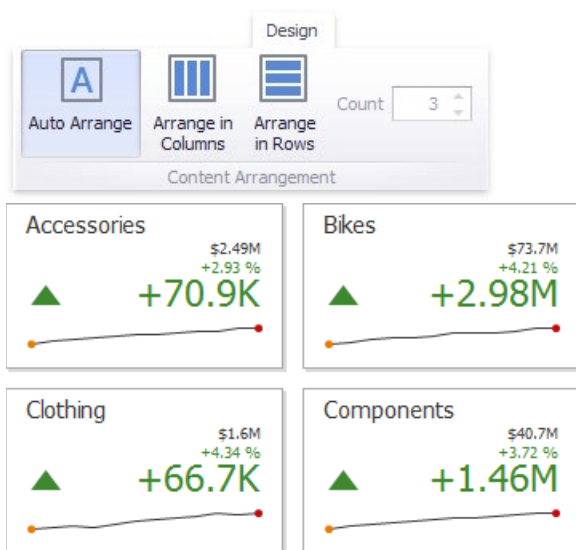 Design
A
Auto Arrange
Arrange in
Columns
Arrange
in Rows
Count 3
Content Arrangement
Accessories
$2.49M
+2.93 %
+70.9K
Bikes
$73.7M
+4.21 %
+2.98M
Clothing
$1.6M
+4.34 %
+66.7K
Components
$40.7M
+3.72 %
+1.46M